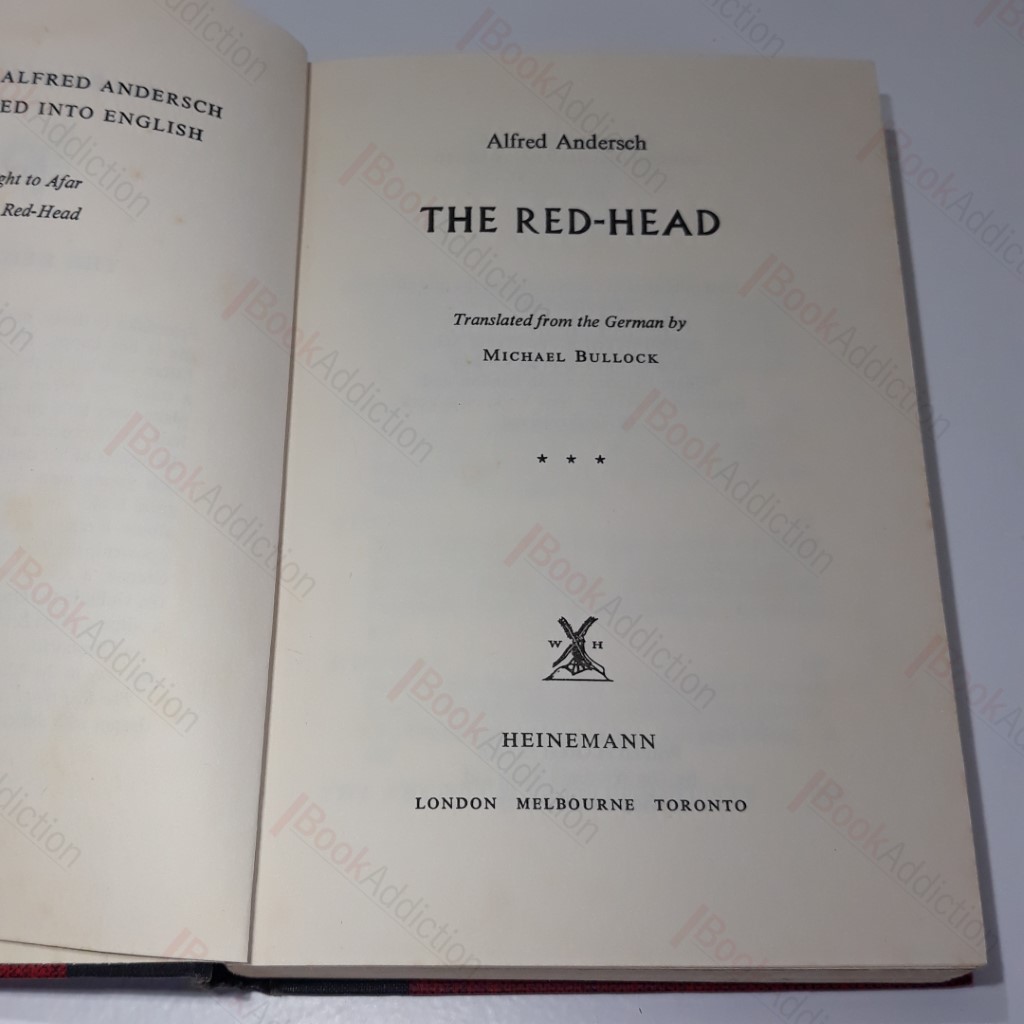 ALFRED ANDERSCH
ED INTO ENGLISH
ght to Afar
Red-Head
Alfred Andersch
THE RED-HEAD
Translated from the German by
MICHAEL BULLOCK
★ ★ ★
W H
HEINEMANN
LONDON MELBOURNE TORONTO
BookAddiction